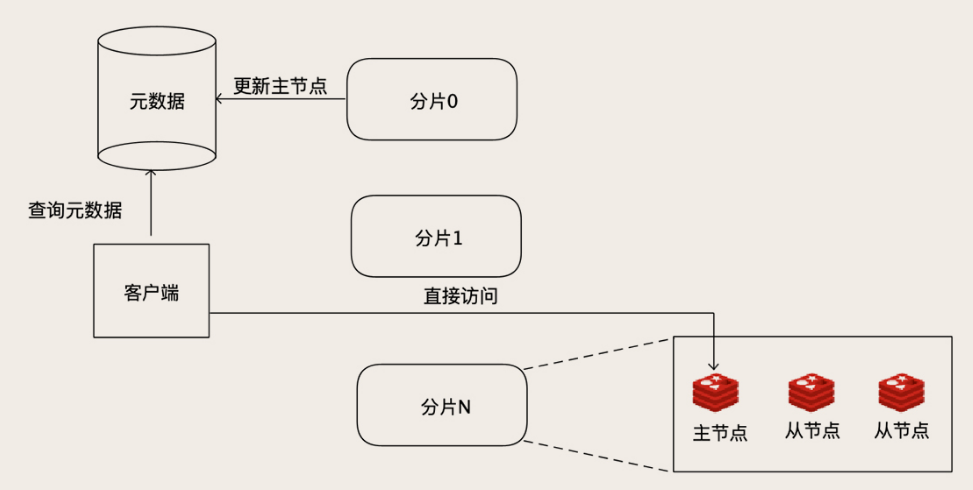 元数据
更新主节点
分片0
查询元数据
分片1
客户端
直接访问
分片N
主节点
从节点
从节点